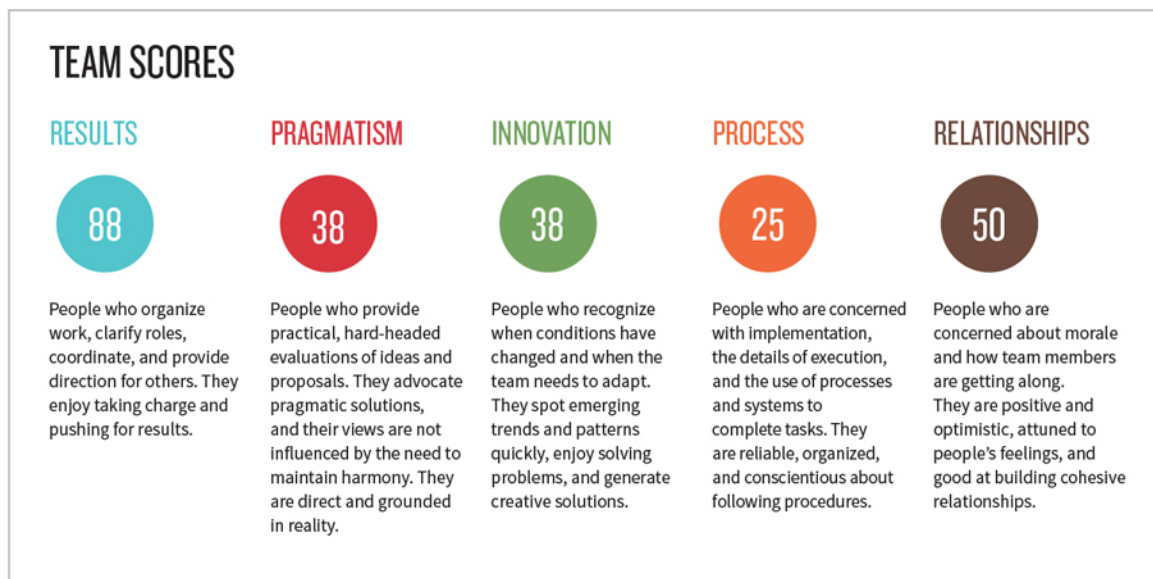 TEAM SCORES
RESULTS
88
People who organize
work, clarify roles,
coordinate, and provide
direction for others. They
enjoy taking charge and
pushing for results.
PRAGMATISM
38
People who provide
practical, hard-headed
evaluations of ideas and
proposals. They advocate
pragmatic solutions,
and their views are not
influenced by the need to
maintain harmony. They
are direct and grounded
in reality.
INNOVATION
38
People who recognize
when conditions have
changed and when the
team needs to adapt.
They spot emerging
trends and patterns
quickly, enjoy solving
problems, and generate
creative solutions.
PROCESS
25
People who are concerned
with implementation,
the details of execution,
and the use of processes
and systems to
complete tasks. They
are reliable, organized,
and conscientious about
following procedures.
RELATIONSHIPS
50
People who are
concerned about morale
and how team members
are getting along.
They are positive and
optimistic, attuned to
people's feelings, and
good at building cohesive
relationships.